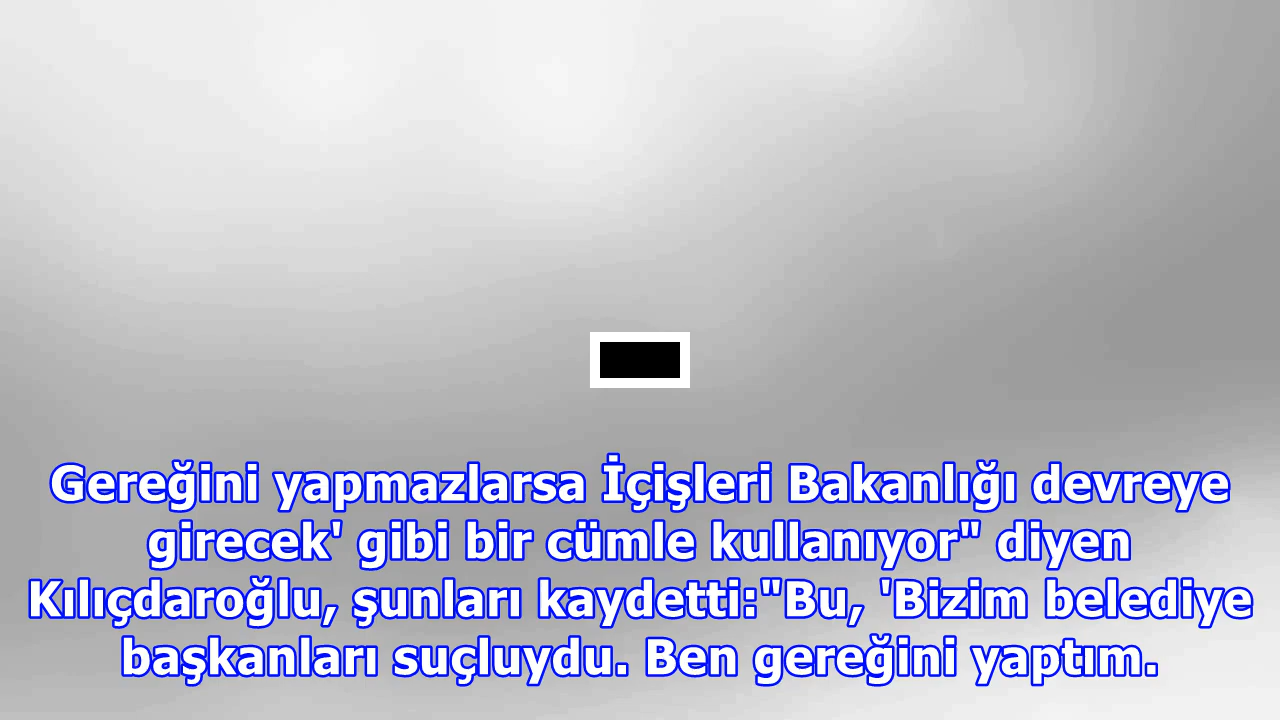 Gereğini yapmazlarsa İçişleri Bakanlığı devreye
girecek' gibi bir cümle kullanıyor" diyen
Kılıçdaroğlu, şunları kaydetti:"Bu, 'Bizim belediye
başkanları suçluydu. Ben gereğini yaptım.